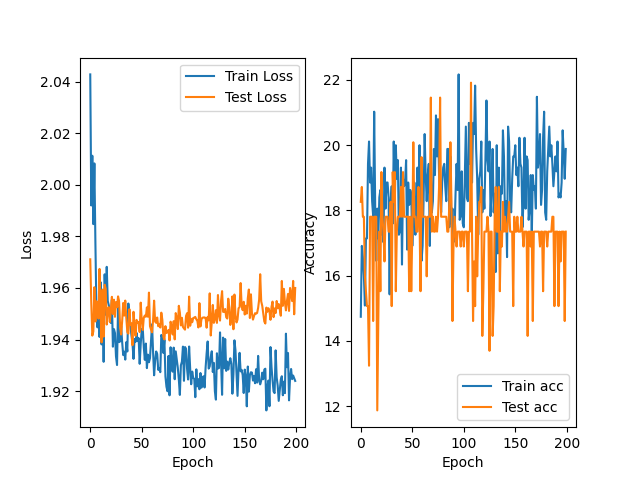 2.04
2.02
2.00
1.98
1.96
1.94
1.92
Loss
0
50
100
150
200
Epoch
Train Loss
Test Loss
22
20
18
16
14
12
Accuracy
0
50
100
150
200
Epoch
Train acc
Test acc